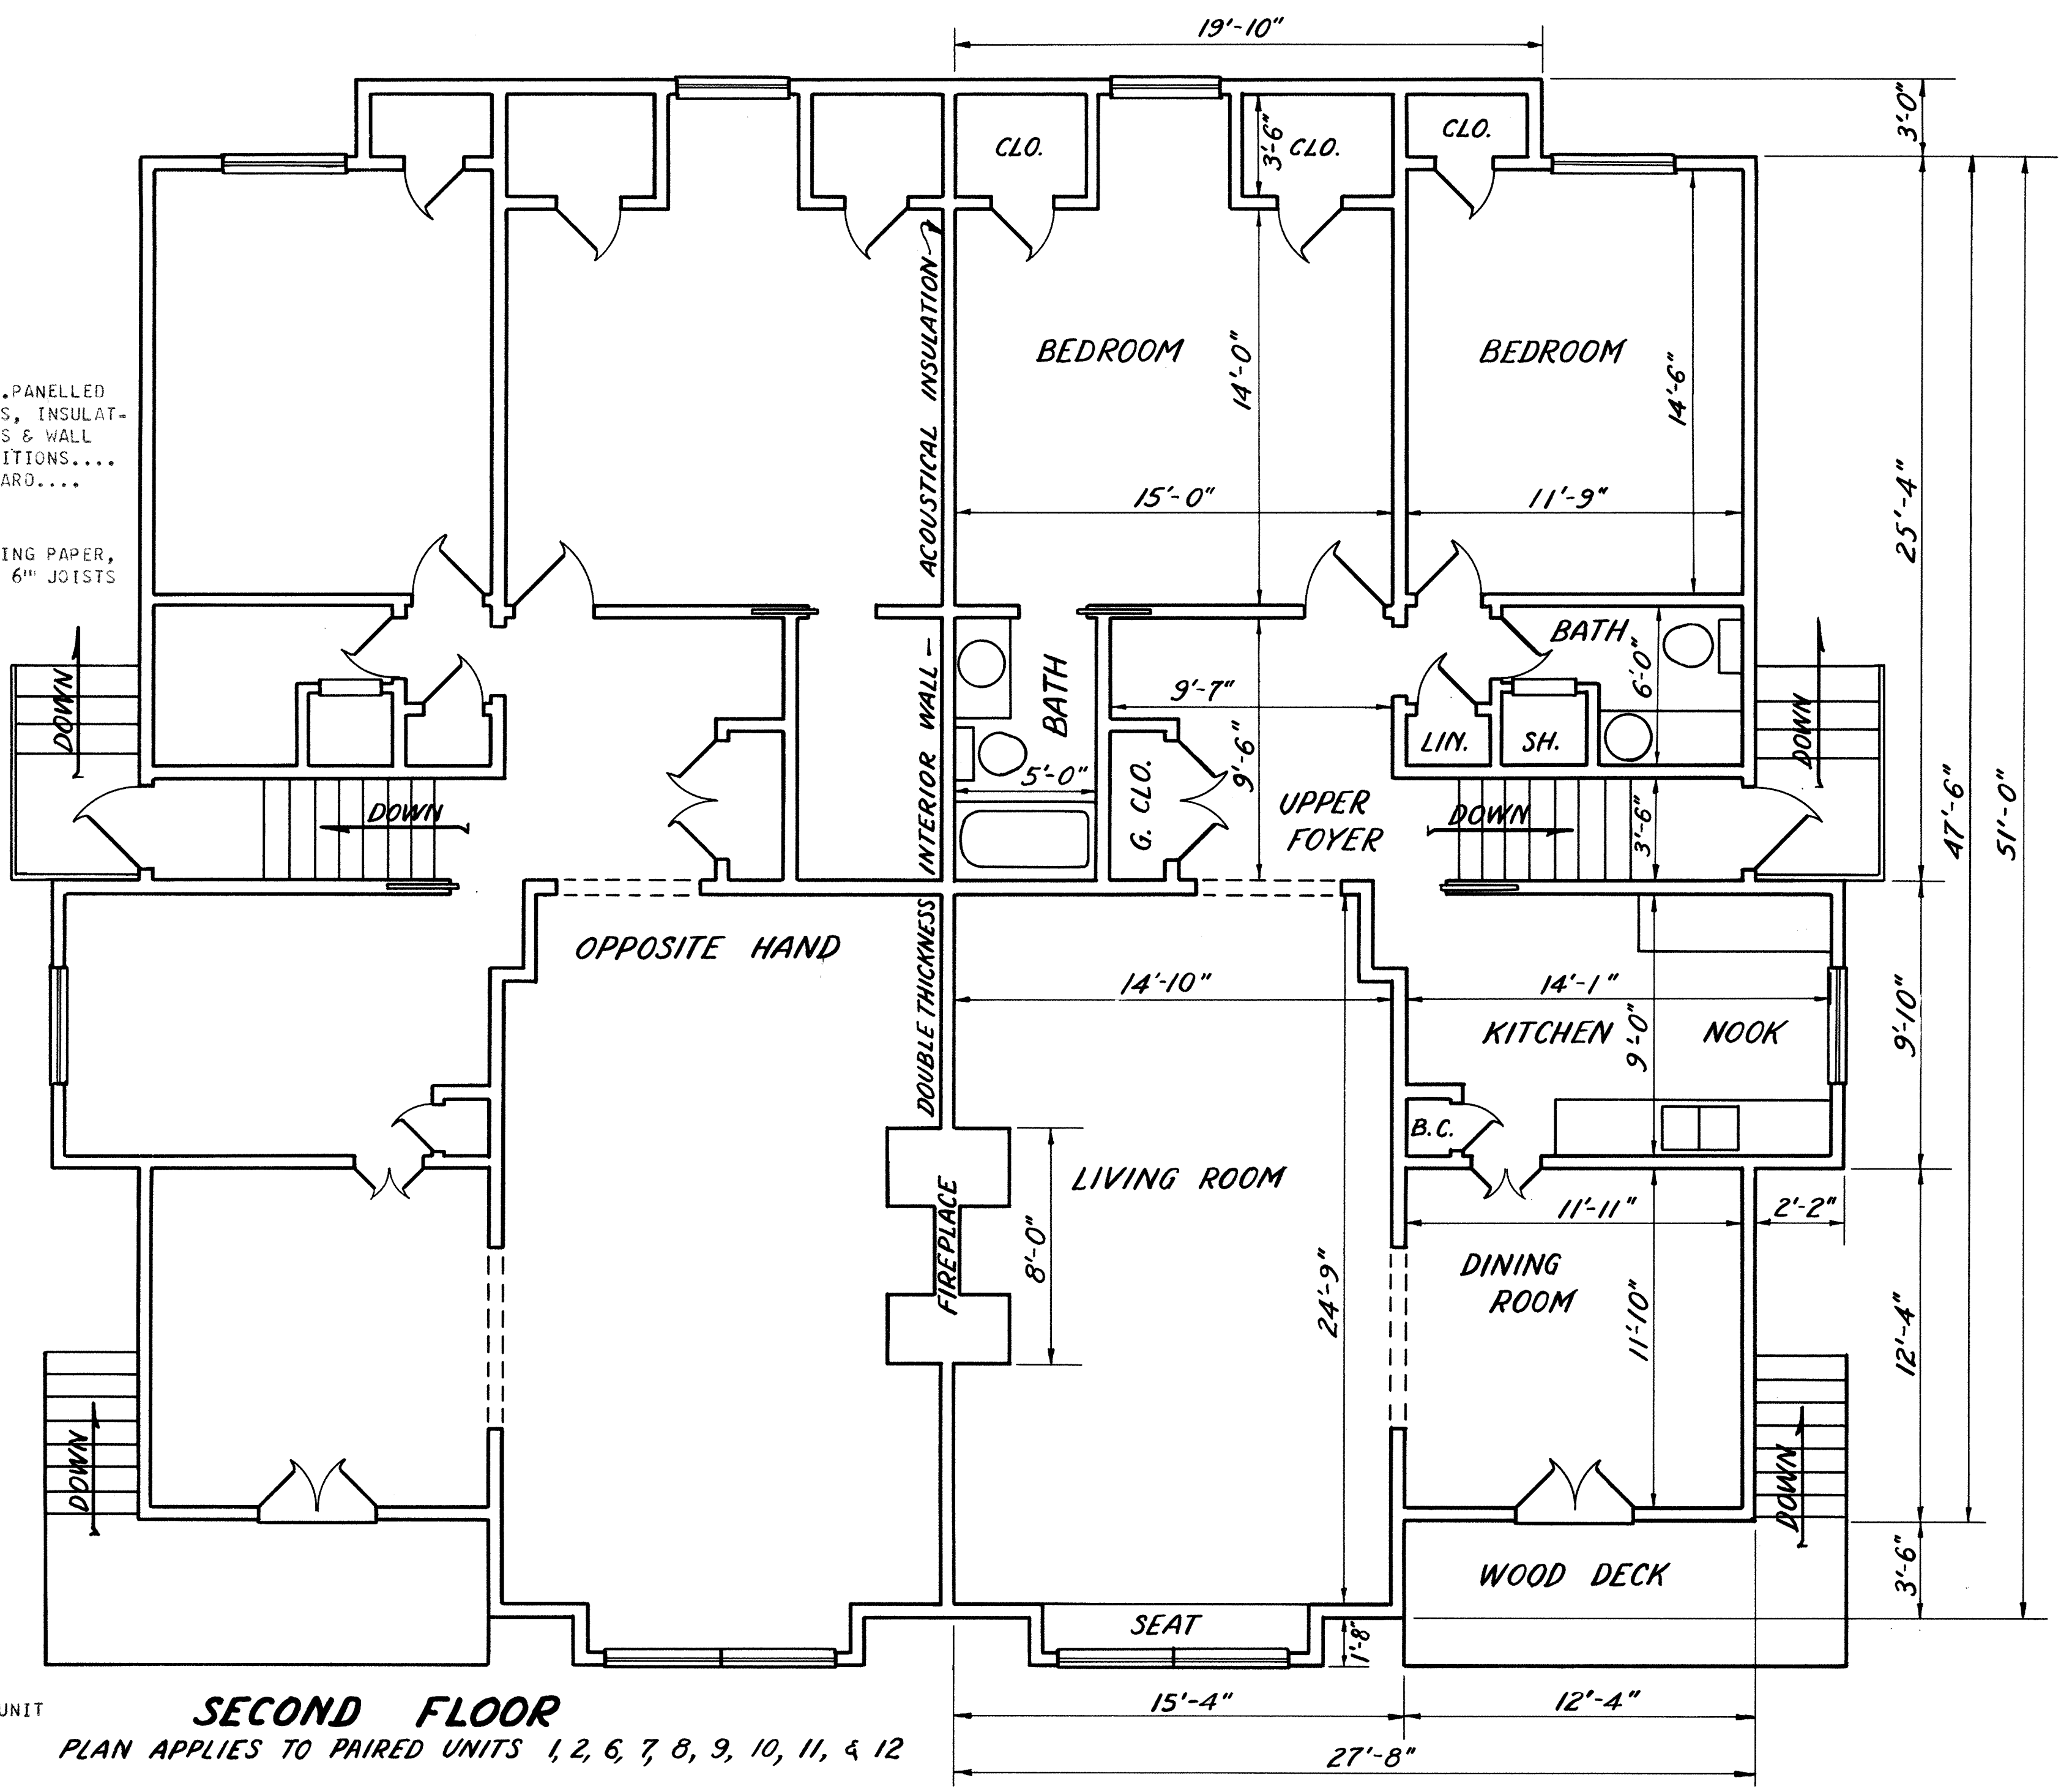 19'-10"
3'-0"
CLO.
3'-6"
CLO.
CLO.
ACOUSTICAL INSULATION
BEDROOM
14'-0"
BEDROOM
14'-6"
.PANELLED
S, INSULAT-
S & WALL
ITIONS....
ARD....
15'-0"
11'-9"
25'-4"
ING PAPER,
6"' JOISTS
DOWN
INTERIOR WALL -
BATH
9'-7"
BATH
6'-0"
LIN.
SH.
DOWN
5'-0"
G. CLO.
9'-6"
UPPER
FOYER
DOWN
DOWN
3'-6"
47'-6"
51'-0"
OPPOSITE HAND
DOUBLE THICKNESS
14'-10"
14'-1"
KITCHEN
9'-0"
NOOK
9'-10"
B.C.
FIREPLACE
8'-0"
LIVING ROOM
24'-9"
11'-11"
2'-2"
DINING
ROOM
11'-10"
12'-4"
DOWN
DOWN
WOOD DECK
3'-6"
SEAT
1'-8"
UNIT
SECOND FLOOR
PLAN APPLIES TO PAIRED UNITS 1, 2, 6, 7, 8, 9, 10, 11, & 12
15'-4"
12'-4"
27'-8"